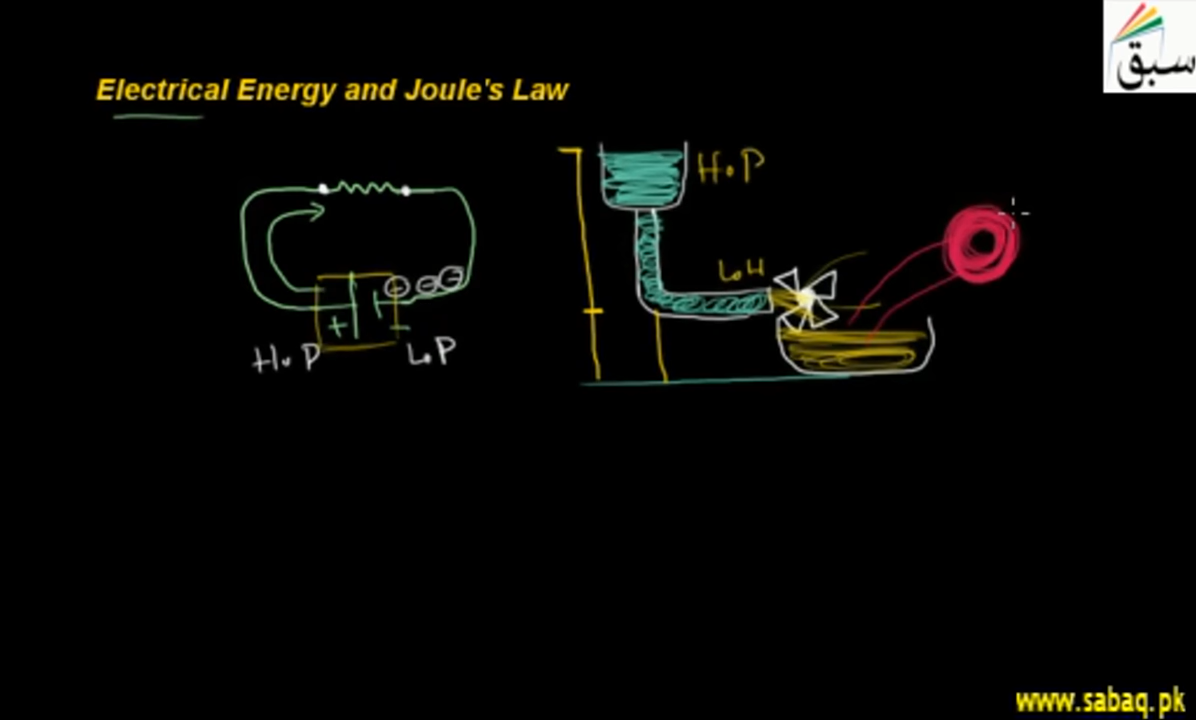 سبق
Electrical Energy and Joule's Law
H.P
L.H
+
-
H.P
L.P
www.sabaq.pk